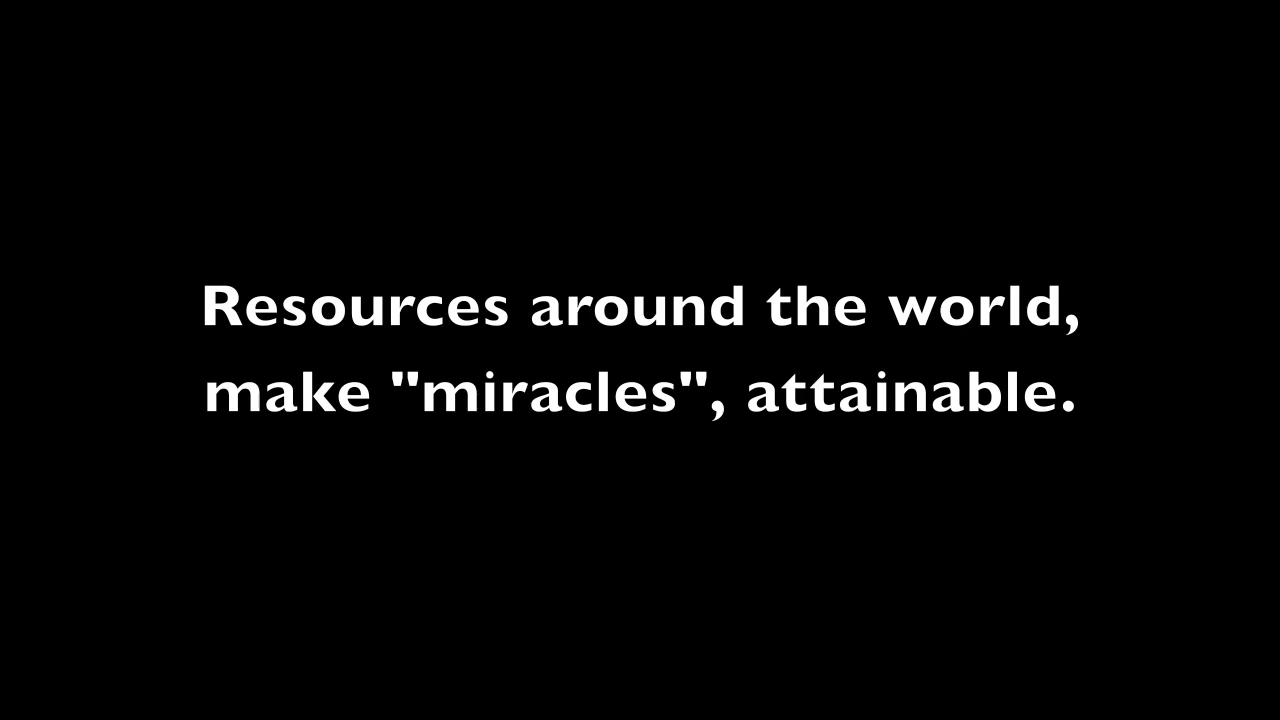 Resources around the world,
make "miracles", attainable.